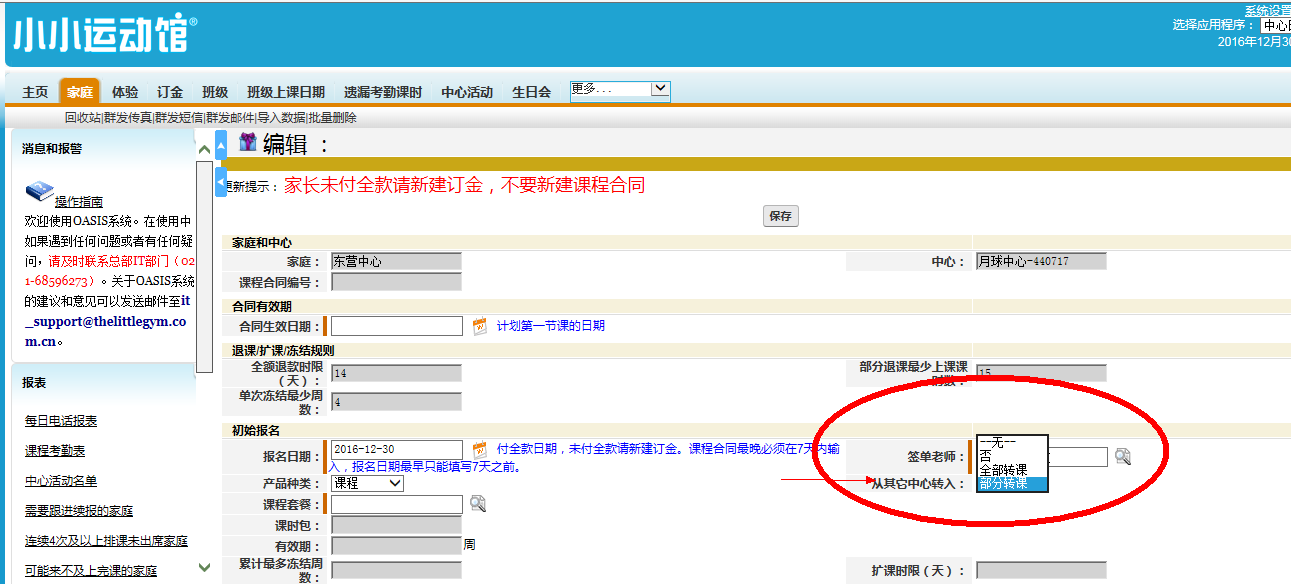 系统设置
小小运动馆®
选择应用程序： 中心
2016年12月30
主页 家庭 体验 订金 班级 班级上课日期 遗漏考勤课时 中心活动 生日会 更多...
回收站|群发传真|群发短信|群发邮件|导入数据|批量删除
消息和报警
编辑 ：
操作指南
欢迎使用OASIS系统。在使用中
如果遇到任何问题或者有任何疑
问，请及时联系总部IT部门（02
1-68596273）。关于OASIS系统
的建议和意见可以发送邮件至it
_support@thelittlegym.co
m.cn。
报表
每日电话报表
课程考勤表
中心活动名单
需要跟进续报的家庭
连续4次及以上排课未出席家庭
可能来不及上完课的家庭
更新提示：家长未付全款请新建订金，不要新建课程合同
保存
家庭和中心
家庭： 东营中心 中心： 月球中心-440717
课程合同编号：
合同有效期
合同生效日期： 计划第一节课的日期
退课/扩课/冻结规则
全额退款时限（天）： 14 部分退课最少上课课时数： 15
单次冻结最少周数： 4
初始报名
报名日期： 2016-12-30 付全款日期，未付全款请新建订金。课程合同最晚必须在7天内输
入，报名日期最早只能填写7天之前。
签单老师：
产品种类： 课程
从其它中心转入：
--无--
否
全部转课
部分转课
课程套餐：
课时包：
有效期： 周
累计最多冻结周数： 扩课时限（天）：